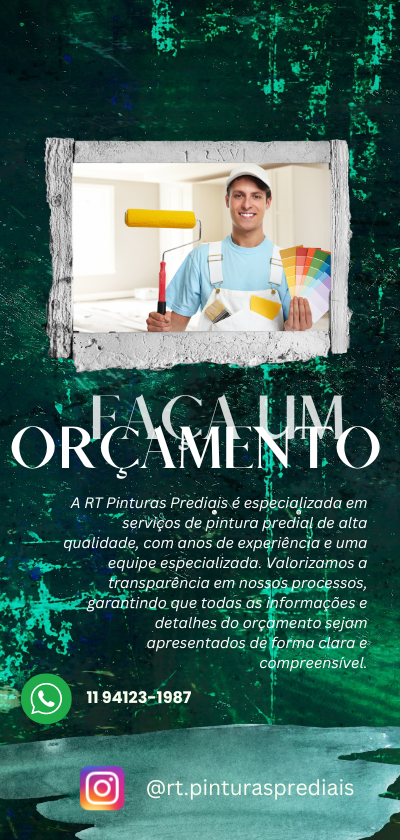 FAÇA UM
ORÇAMENTO
A RT Pinturas Prediais é especializada em
serviços de pintura predial de alta
qualidade, com anos de experiência e uma
equipe especializada. Valorizamos a
transparência em nossos processos,
garantindo que todas as informações e
detalhes do orçamento sejam
apresentados de forma clara e
compreensível.
11 94123-1987
@rt.pinturasprediais